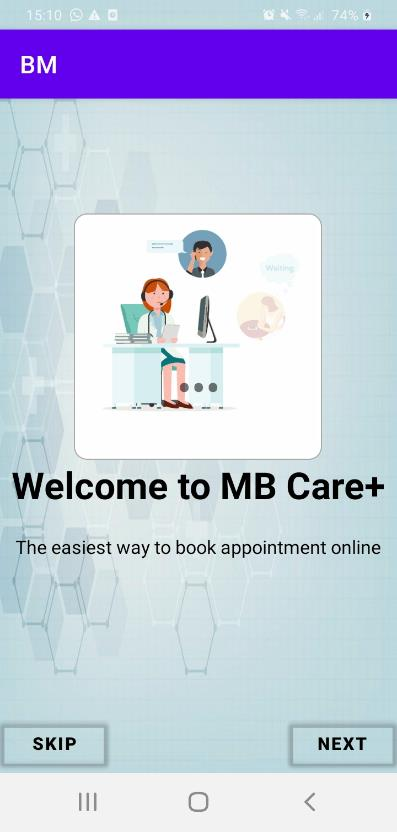 15:10
74%
BM
Waiting
Welcome to MB Care+
The easiest way to book appointment online
SKIP
NEXT